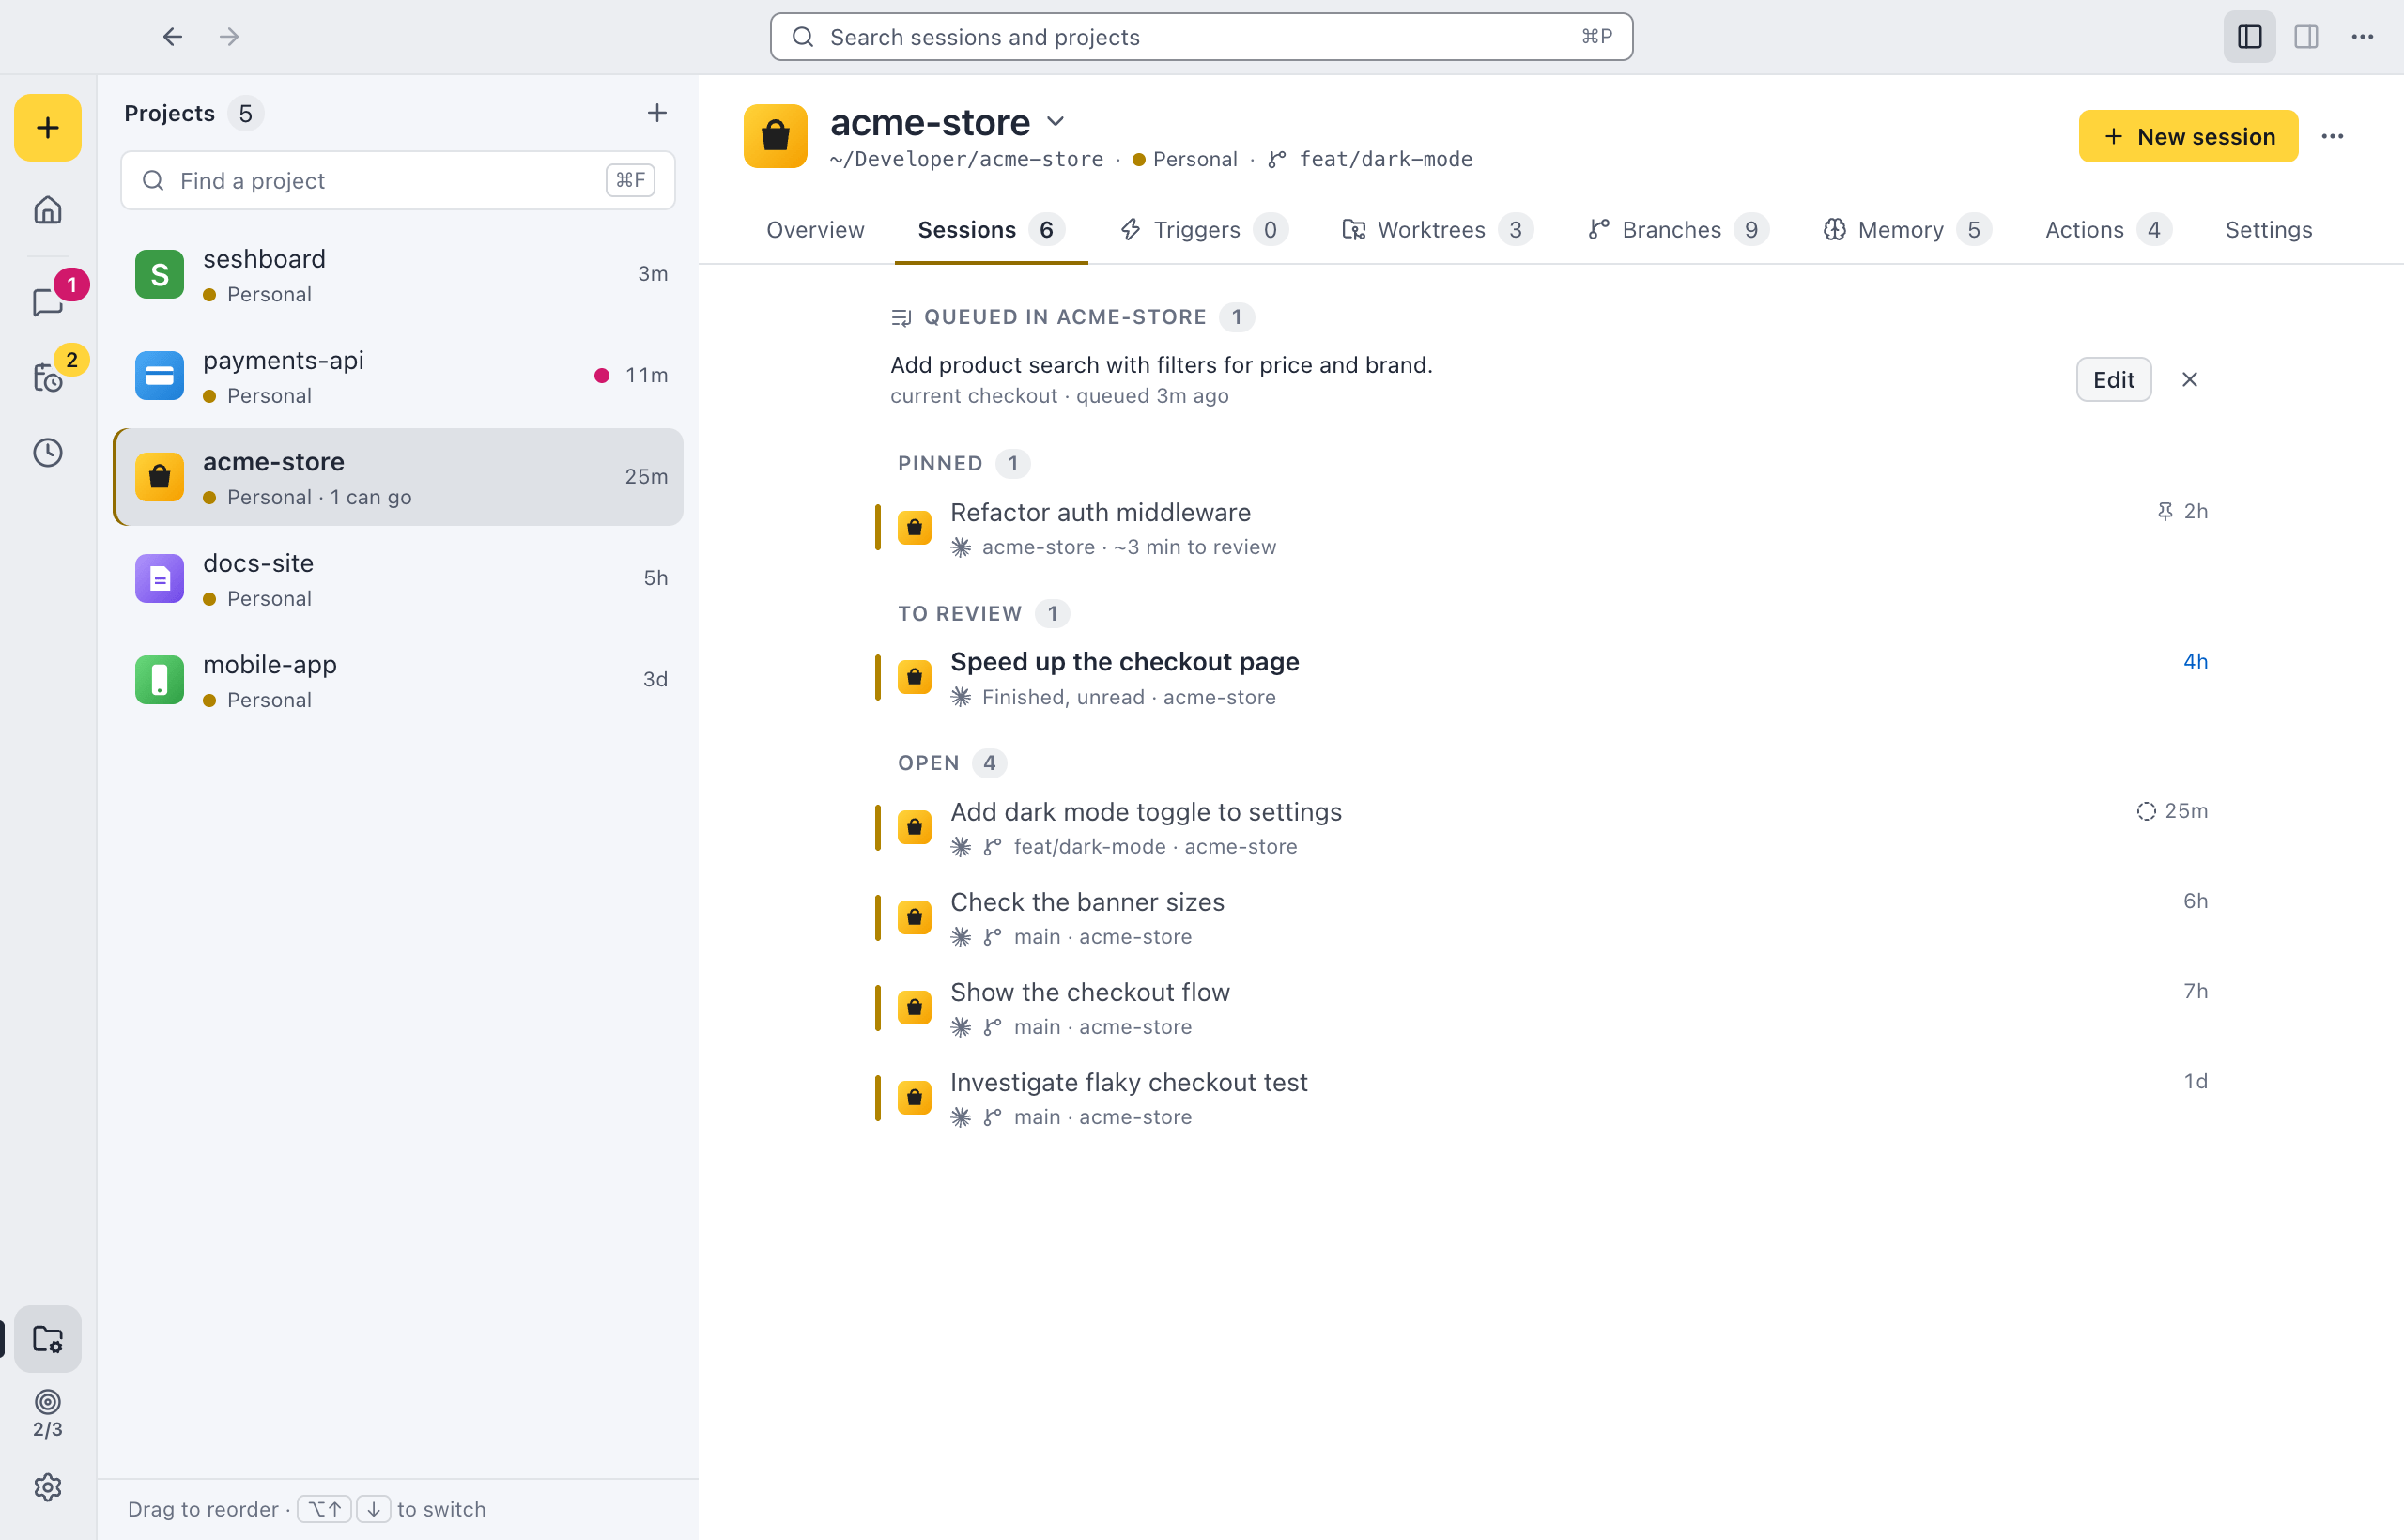 Search sessions and projects ⌘P
Projects 5
Find a project ⌘F
S
seshboard
Personal
3m
payments-api
Personal
11m
acme-store
Personal · 1 can go
25m
docs-site
Personal
5h
mobile-app
Personal
3d
1
2
2/3
Drag to reorder · ⌥↑ ↓ to switch
acme-store
~/Developer/acme-store · Personal · feat/dark-mode
New session
Overview Sessions 6 Triggers 0 Worktrees 3 Branches 9 Memory 5 Actions 4 Settings
QUEUED IN ACME-STORE 1
Add product search with filters for price and brand.
current checkout · queued 3m ago
Edit
PINNED 1
Refactor auth middleware
2h
acme-store · ~3 min to review
TO REVIEW 1
Speed up the checkout page
4h
Finished, unread · acme-store
OPEN 4
Add dark mode toggle to settings
25m
feat/dark-mode · acme-store
Check the banner sizes
6h
main · acme-store
Show the checkout flow
7h
main · acme-store
Investigate flaky checkout test
1d
main · acme-store